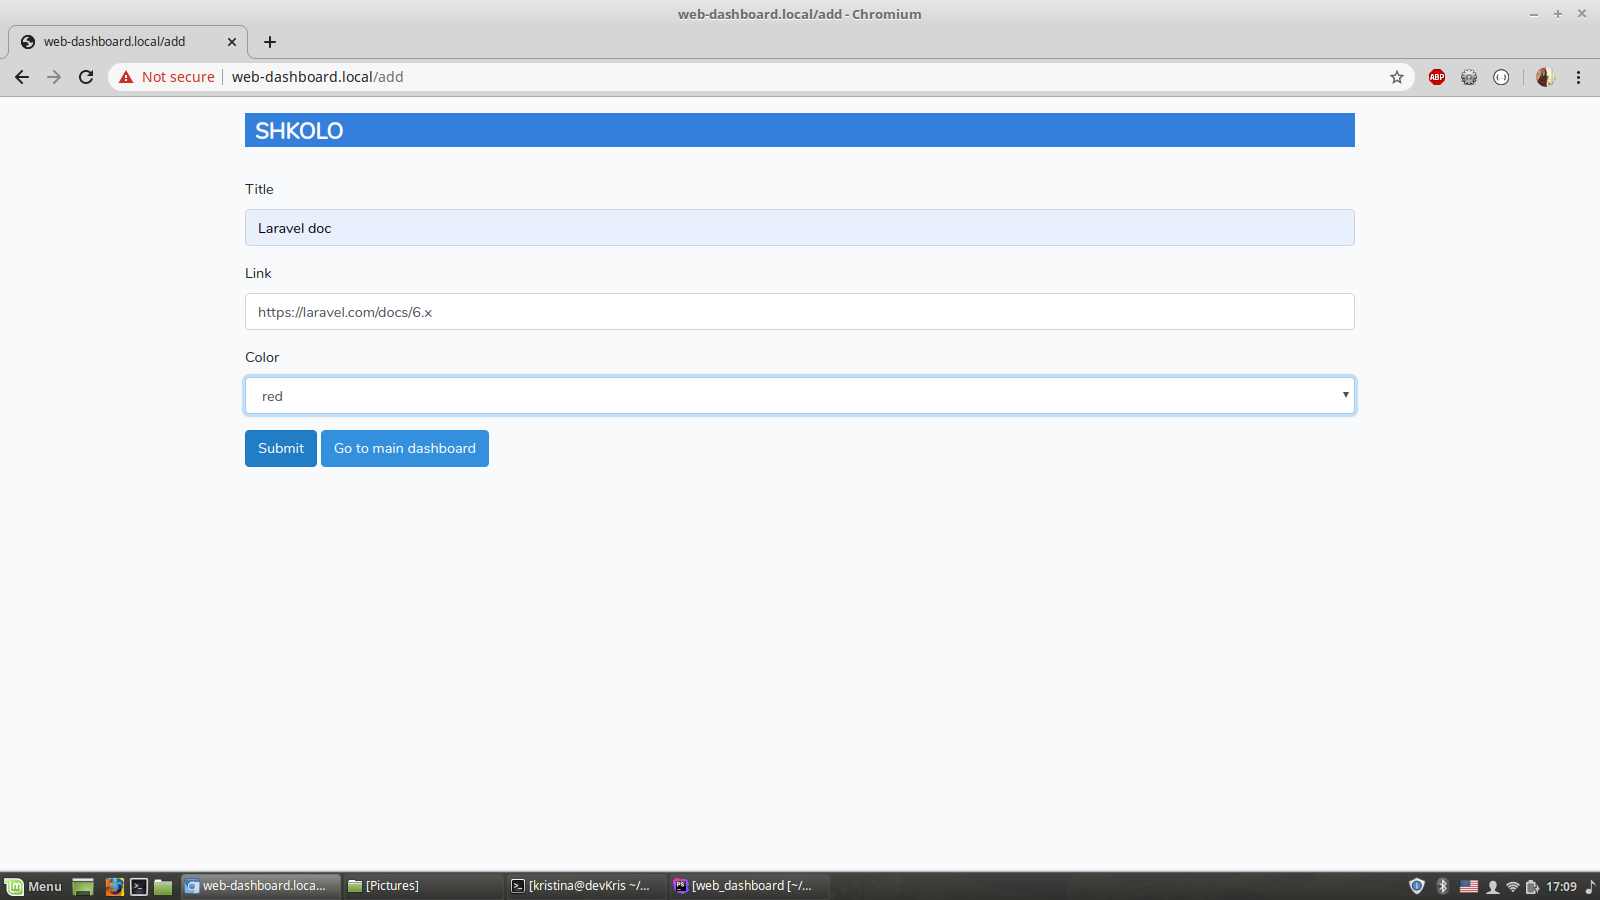 web-dashboard.local/add - Chromium
web-dashboard.local/add
Not secure web-dashboard.local/add
ABP
SHKOLO
Title
Laravel doc
Link
https://laravel.com/docs/6.x
Color
red
Submit Go to main dashboard
Menu web-dashboard.loca... [Pictures] [kristina@devKris ~/... PS [web_dashboard [~/... 17:09